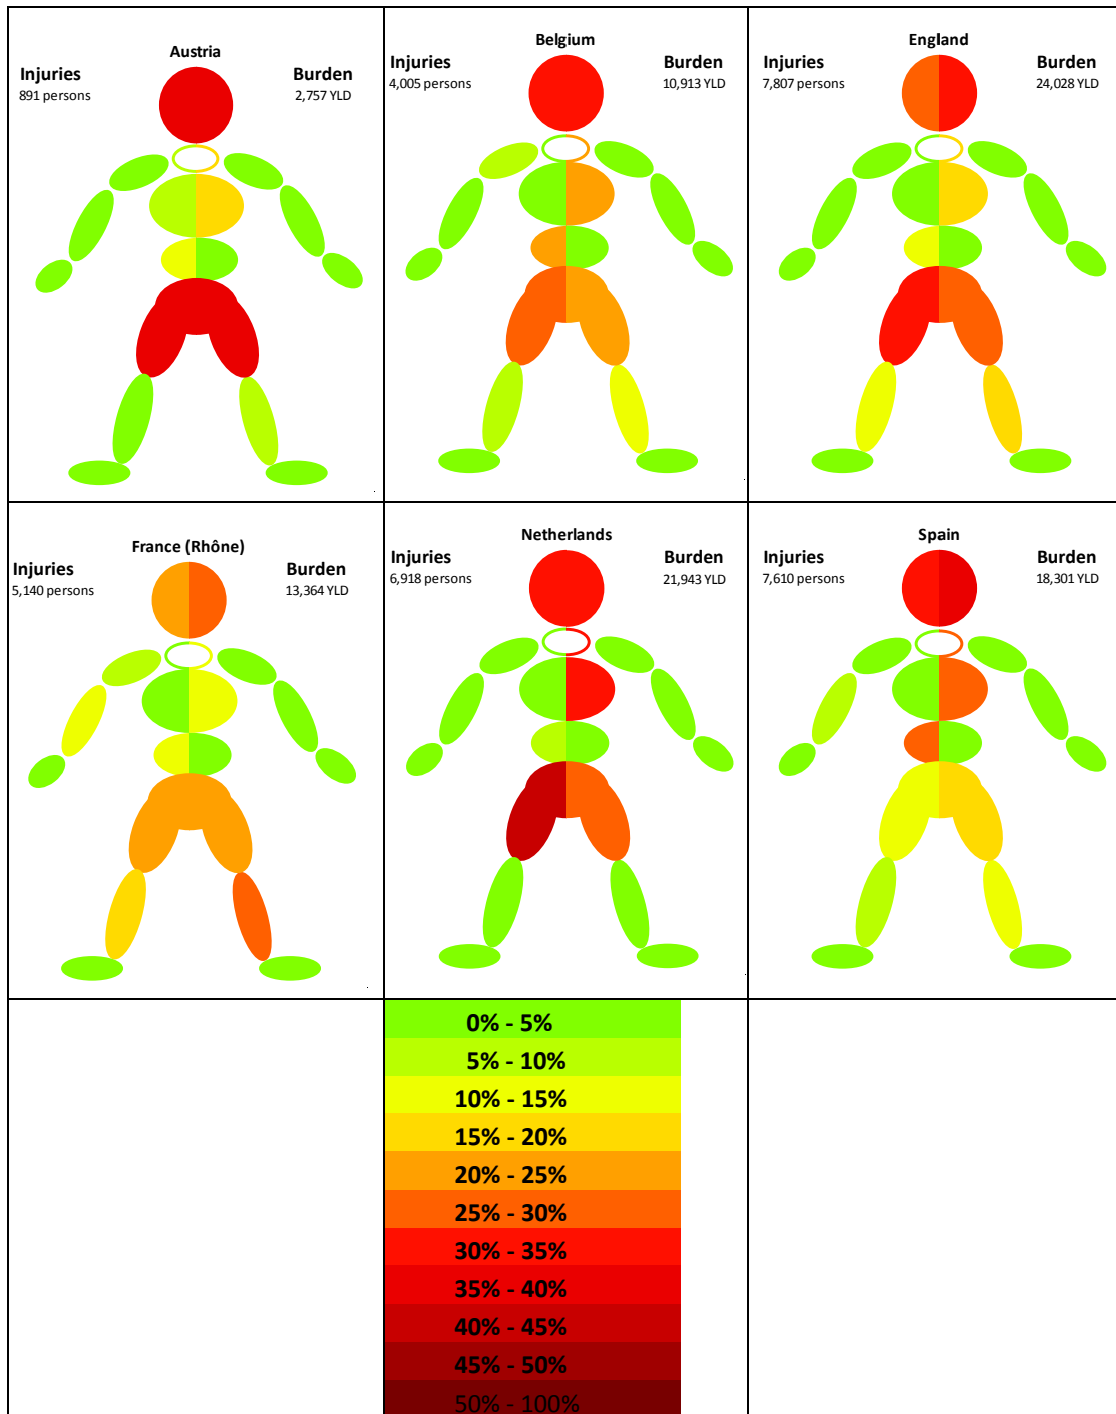 Austria
Injuries
Burden
891 persons
2,757 YLD
Belgium
Injuries
Burden
4,005 persons
10,913 YLD
England
Injuries
Burden
7,807 persons
24,028 YLD
France (Rhône)
Injuries
Burden
5,140 persons
13,364 YLD
Netherlands
Injuries
Burden
6,918 persons
21,943 YLD
Spain
Injuries
Burden
7,610 persons
18,301 YLD
0% - 5%
5% - 10%
10% - 15%
15% - 20%
20% - 25%
25% - 30%
30% - 35%
35% - 40%
40% - 45%
45% - 50%
50% - 100%